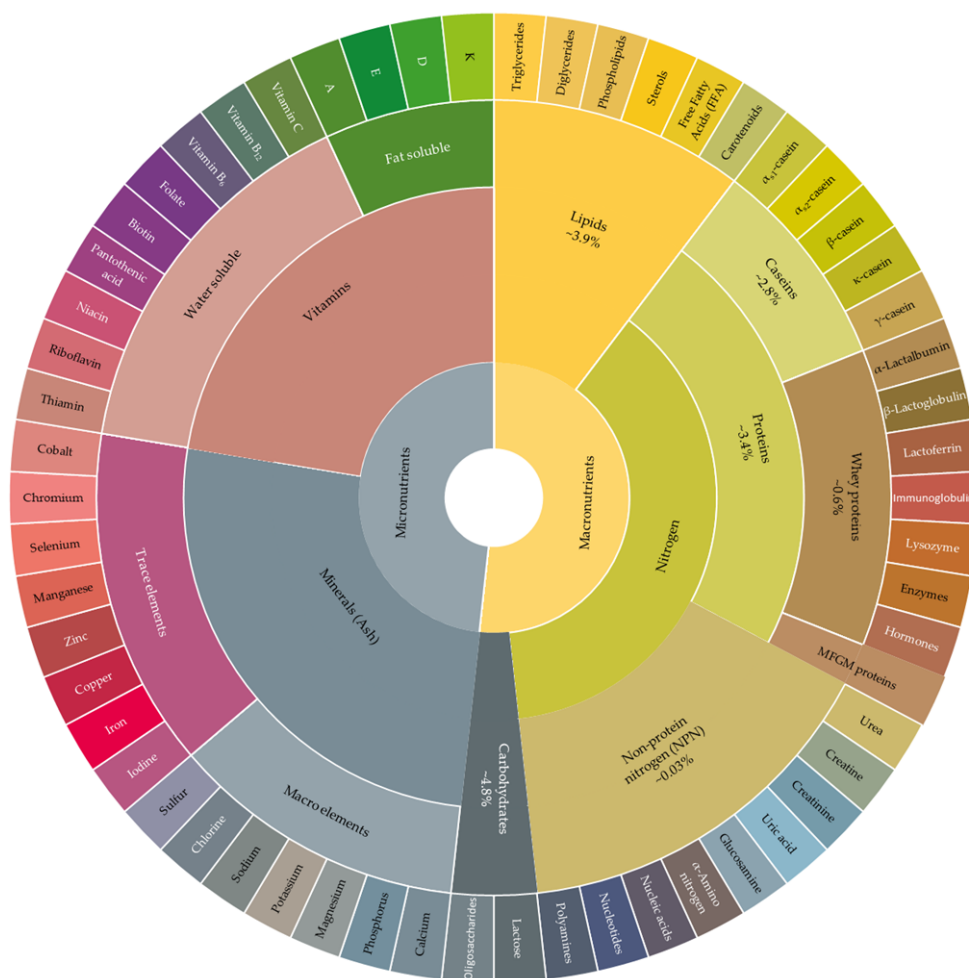 Macronutrients
Micronutrients
Lipids
~3.9%
Nitrogen
Proteins
~3.4%
Caseins
~2.8%
Whey proteins
~0.6%
MFGM proteins
Non-protein
nitrogen (NPN)
~0.03%
Carbohydrates
~4.8%
Minerals (Ash)
Macro elements
Trace elements
Vitamins
Water soluble
Fat soluble
Triglycerides
Diglycerides
Phospholipids
Sterols
Free Fatty
Acids (FFA)
Carotenoids
αs1-casein
αs2-casein
β-casein
κ-casein
γ-casein
α-Lactalbumin
β-Lactoglobulin
Lactoferrin
Immunoglobulin
Lysozyme
Enzymes
Hormones
Urea
Creatine
Creatinine
Uric acid
Glucosamine
α-Amino
nitrogen
Nucleic acids
Nucleotides
Polyamines
Lactose
Oligosaccharides
Calcium
Phosphorus
Magnesium
Potassium
Sodium
Chlorine
Sulfur
Iodine
Iron
Copper
Zinc
Manganese
Selenium
Chromium
Cobalt
Thiamin
Riboflavin
Niacin
Pantothenic
acid
Biotin
Folate
Vitamin B6
Vitamin B12
Vitamin C
A
E
D
K